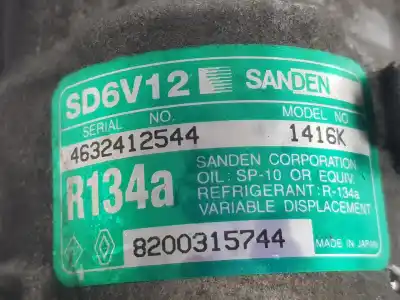 SD6V12 SANDEN
SERIAL NO. MODEL NO
4632412544 1416K
R134a
SANDEN CORPORATION
OIL: SP-10 OR EQUIV.
REFRIGERANT: R-134a
VARIABLE DISPLACEMENT
8200315744 MADE IN JAPAN